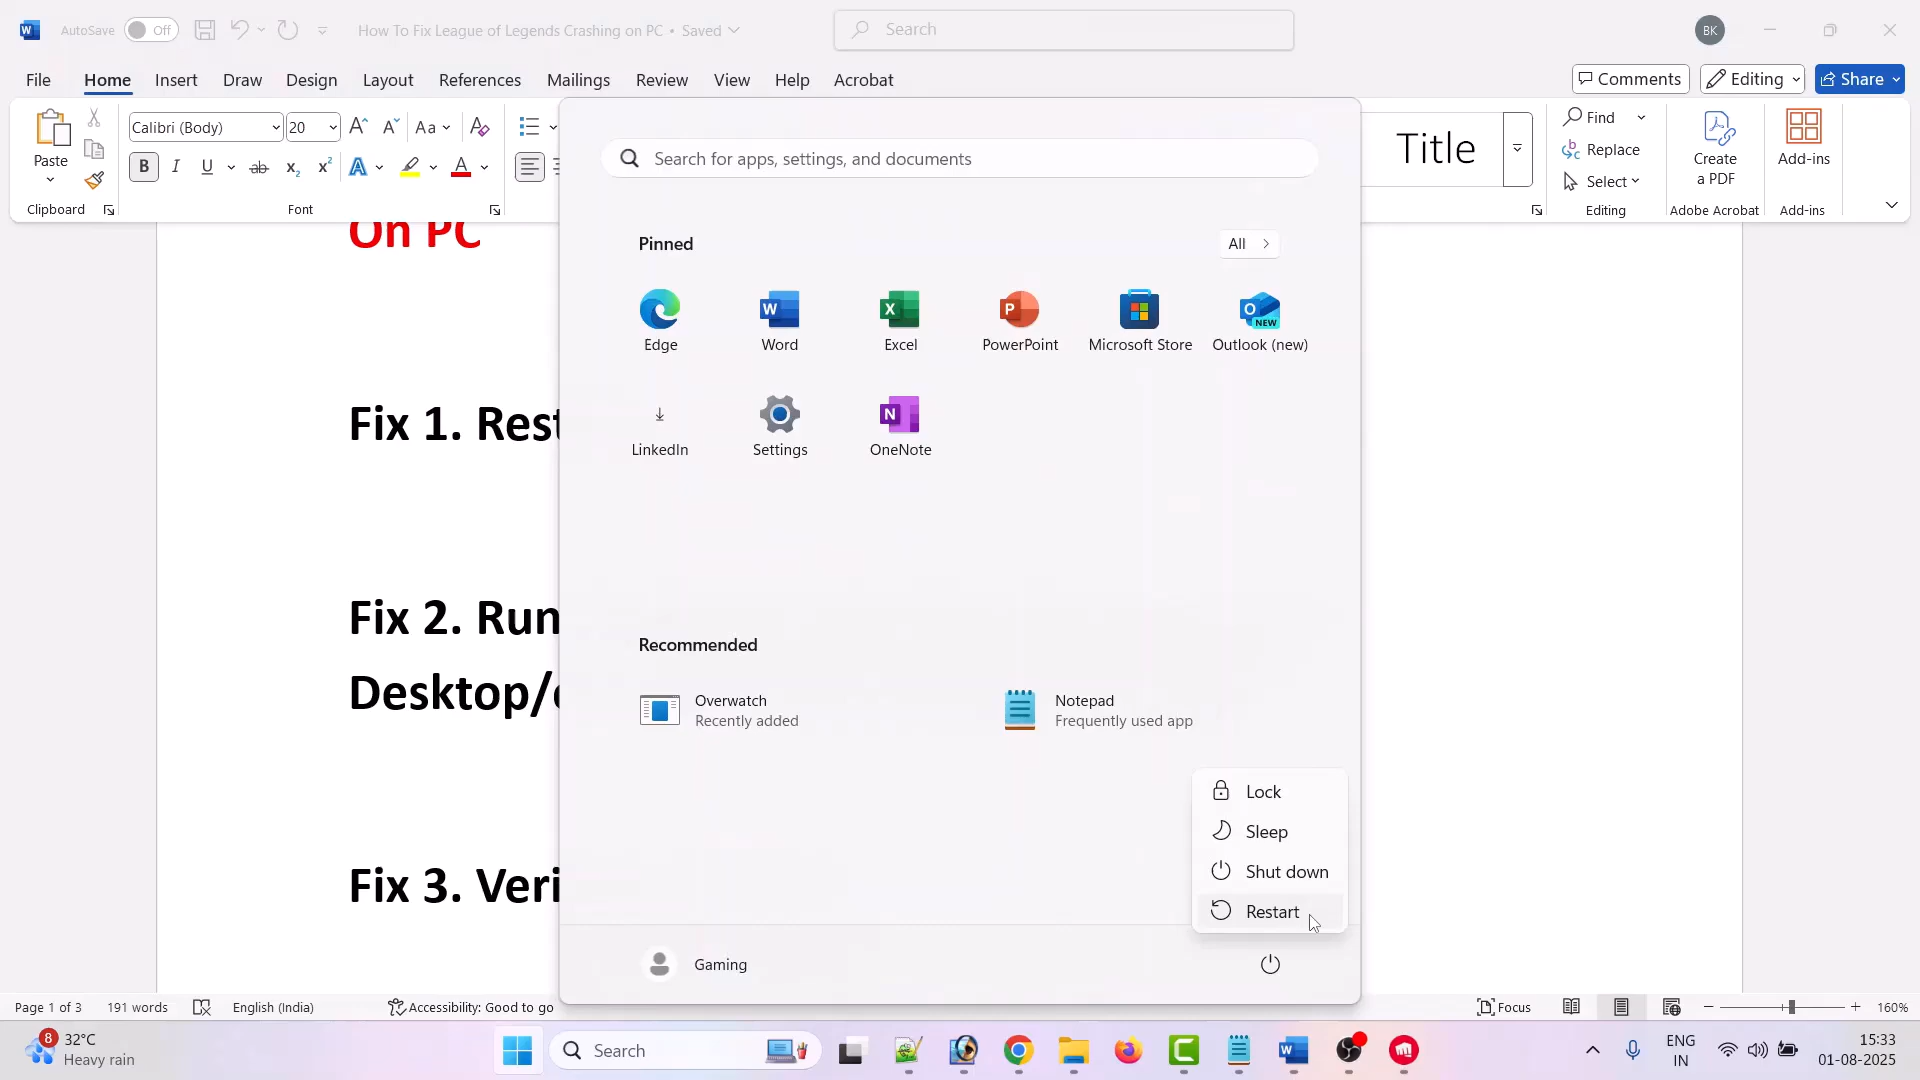 AutoSave Off How To Fix League of Legends Crashing on PC • Saved Search BK
File Home Insert Draw Design Layout References Mailings Review View Help Acrobat Comments Editing Share
Paste
Clipboard
Calibri (Body) 20 Aa
B I U ab x₂ x² A A
Font
Title
Find
Replace
Select
Editing
Create
a PDF
Adobe Acrobat
Add-ins
Add-ins
On PC
Fix 1. Rest
Fix 2. Run
Desktop/
Fix 3. Veri
Search for apps, settings, and documents
Pinned All
Edge Word Excel PowerPoint Microsoft Store Outlook (new)
LinkedIn Settings OneNote
Recommended
Overwatch
Recently added
Notepad
Frequently used app
Lock
Sleep
Shut down
Restart
Gaming
Page 1 of 3 191 words English (India) Accessibility: Good to go Focus 160%
8 32°C
Heavy rain
Search
ENG
IN
15:33
01-08-2025